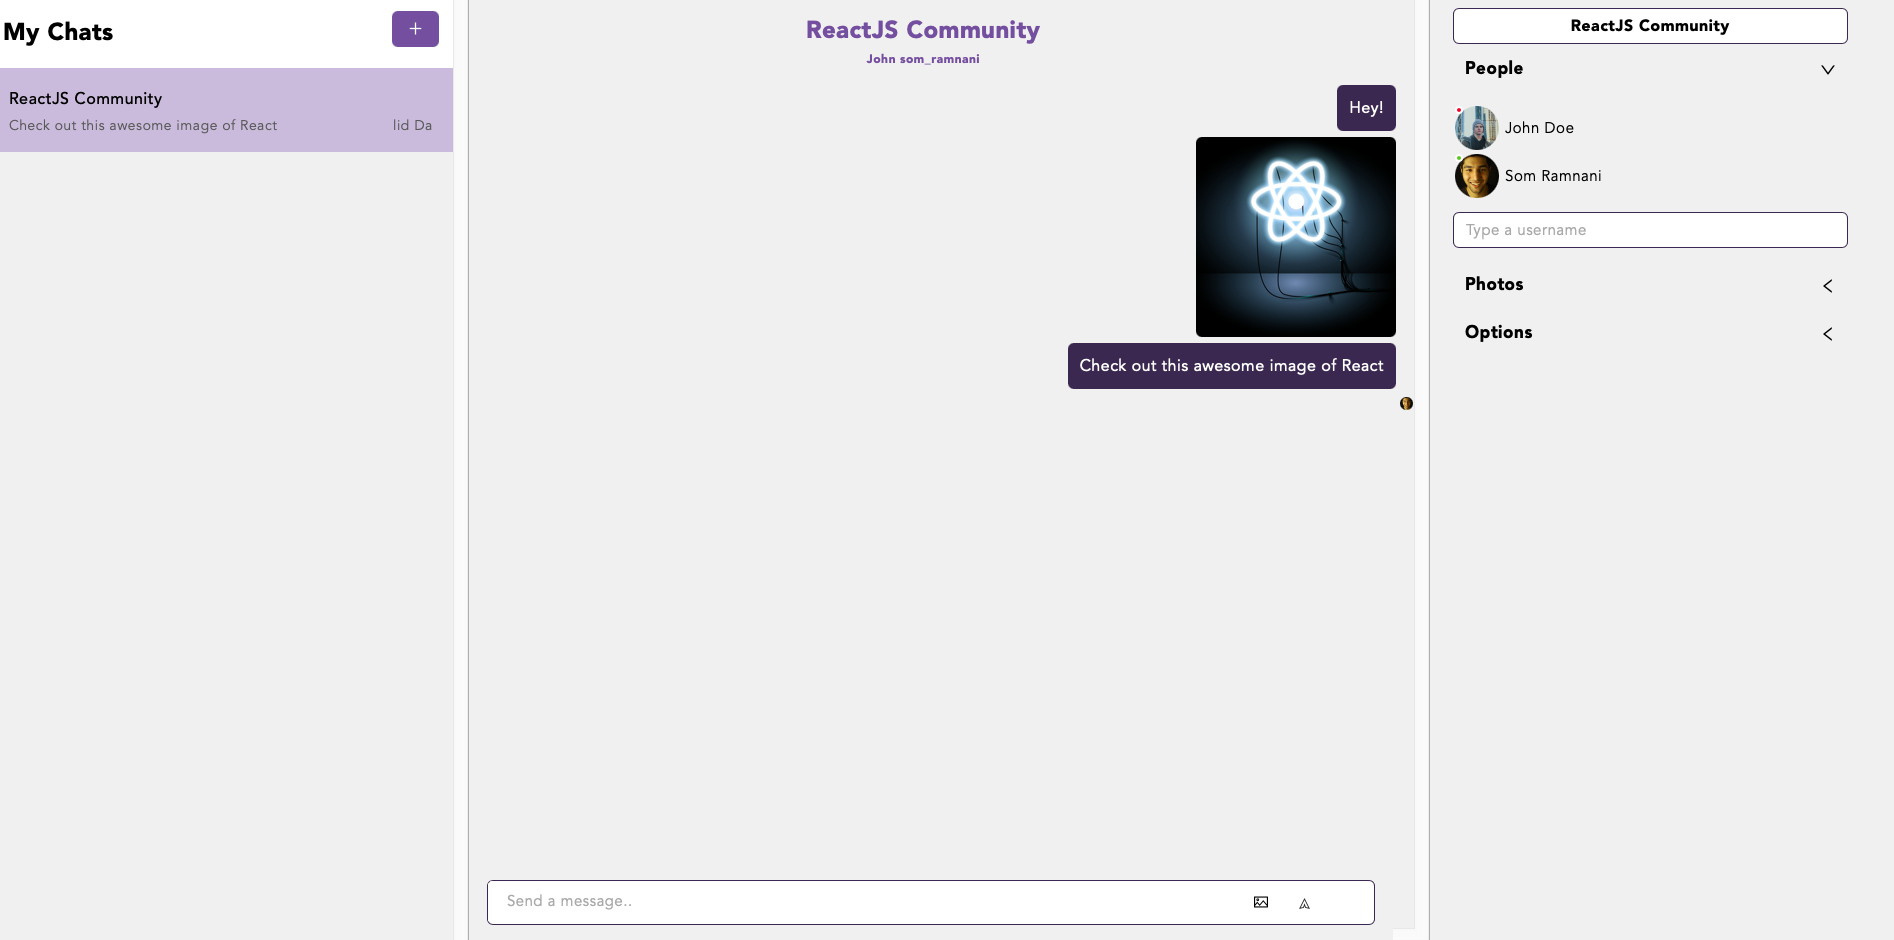 My Chats
+
ReactJS Community
Check out this awesome image of React
lid Da
ReactJS Community
John som_ramnani
Hey!
Check out this awesome image of React
Send a message..
ReactJS Community
People
John Doe
Som Ramnani
Type a username
Photos
Options